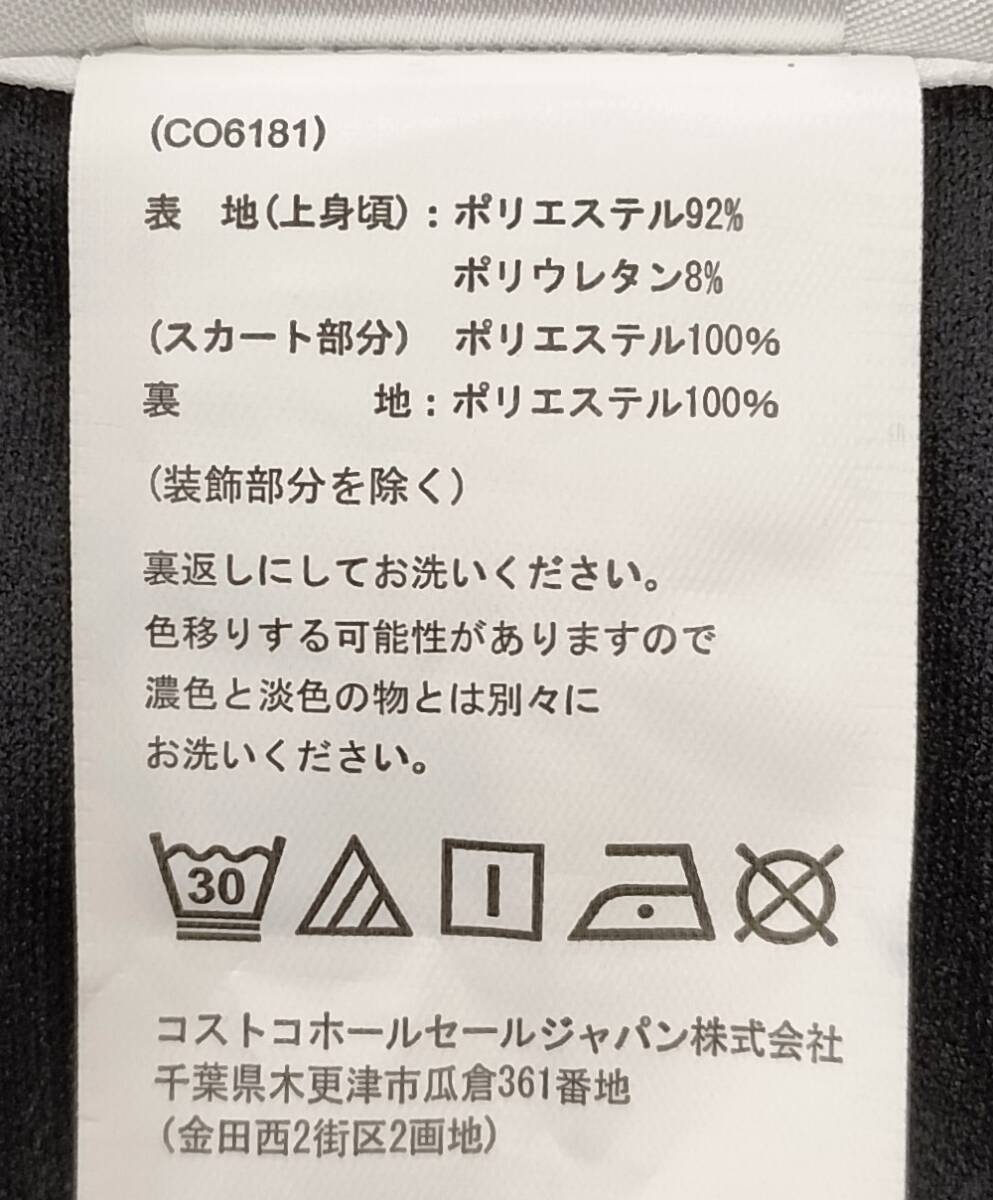 (CO6181)
表　地(上身頃)：ポリエステル92%
ポリウレタン8%
(スカート部分)　ポリエステル100%
裏　地：ポリエステル100%
(装飾部分を除く)
裏返しにしてお洗いください。
色移りする可能性がありますので
濃色と淡色の物とは別々に
お洗いください。
30
コストコホールセールジャパン株式会社
千葉県木更津市瓜倉361番地
(金田西2街区2画地)